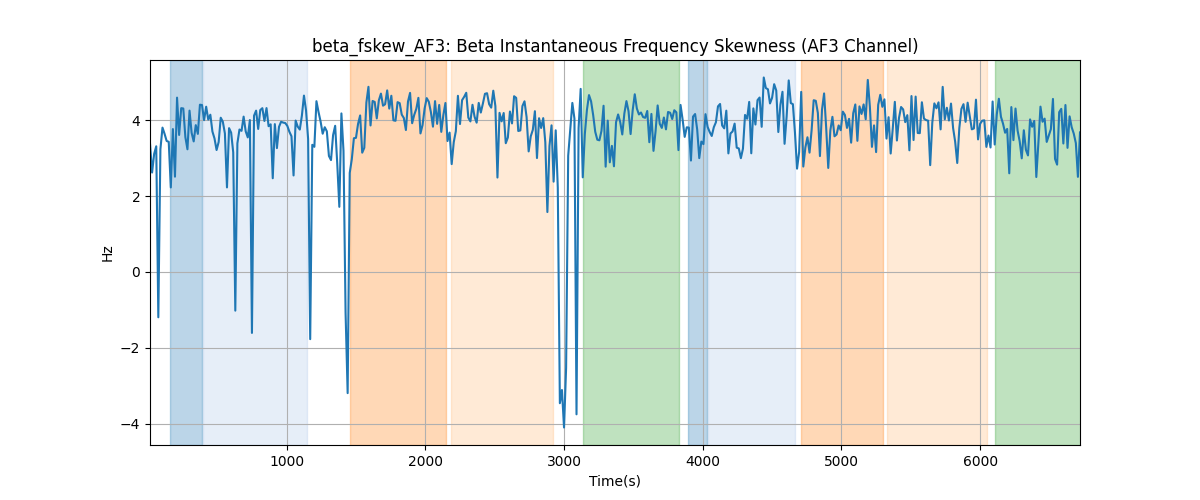 beta_fskew_AF3: Beta Instantaneous Frequency Skewness (AF3 Channel)
4
2
0
−2
−4
Hz
1000 2000 3000 4000 5000 6000
Time(s)